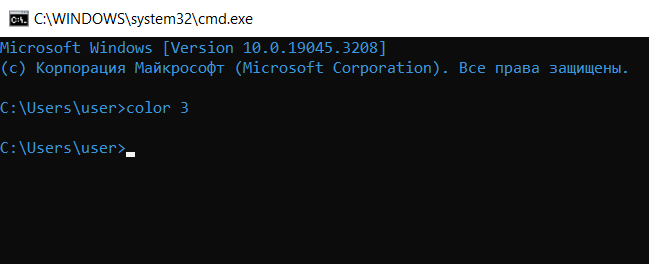 C:\WINDOWS\system32\cmd.exe
Microsoft Windows [Version 10.0.19045.3208]
(c) Корпорация Майкрософт (Microsoft Corporation). Все права защищены.
C:\Users\user>color 3
C:\Users\user>